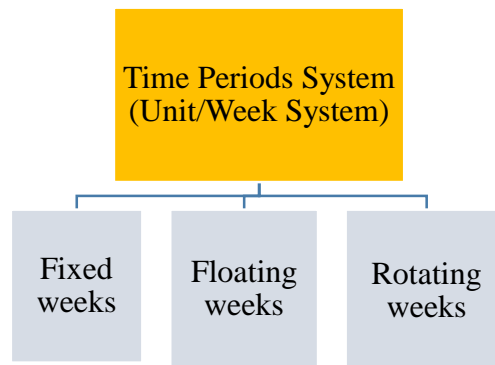 Time Periods System
(Unit/Week System)
Fixed
weeks
Floating
weeks
Rotating
weeks